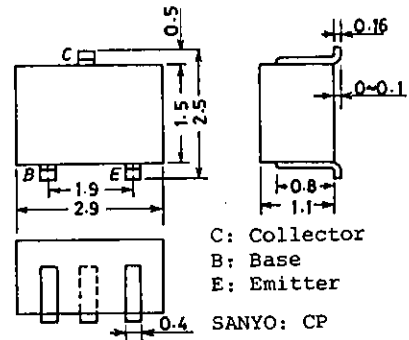 C
0.5
0.16
0~0.1
1.5
2.5
B
E
1.9
2.9
0.8
1.1
C: Collector
B: Base
E: Emitter
0.4
SANYO: CP